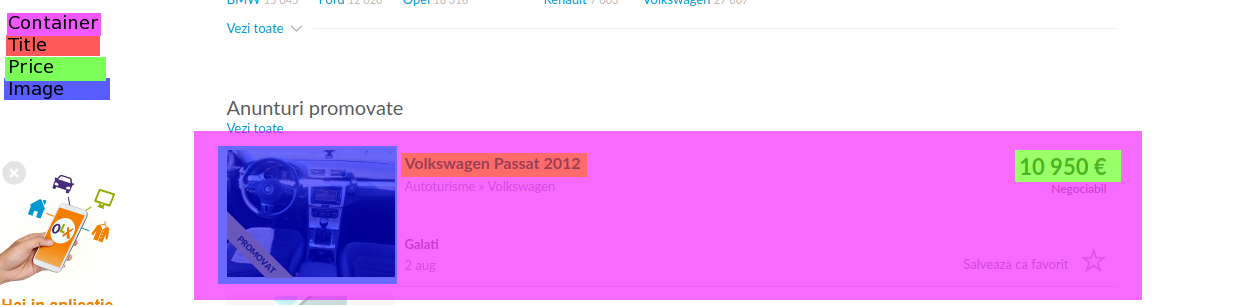 BMW 15 045 Ford 12 020 Opel 16 316 Renault 7 003 Volkswagen 27 807
Container
Title
Price
Image
Vezi toate
Anunturi promovate
Vezi toate
Volkswagen Passat 2012
10 950 €
Autoturisme » Volkswagen
Negociabil
PROMOVAT
OLX
Galati
2 aug
Salveaza ca favorit
Hai in aplicatie